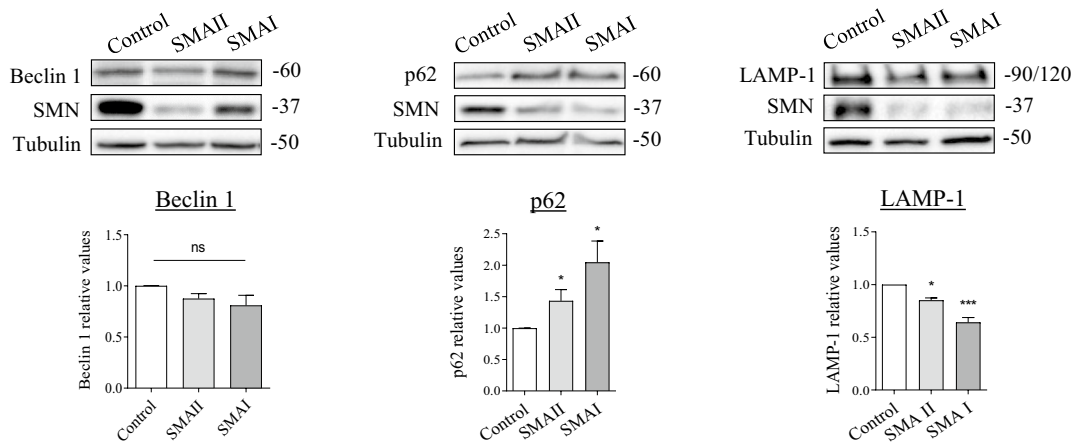 Control SMAII SMAI
Beclin 1 -60
SMN -37
Tubulin -50
Control SMAII SMAI
p62 -60
SMN -37
Tubulin -50
Control SMAII SMAI
LAMP-1 -90/120
SMN -37
Tubulin -50
Beclin 1
Beclin 1 relative values
1.5
1.0
0.5
0.0
ns
Control SMAII SMAI
p62
p62 relative values
2.5
2.0
1.5
1.0
0.5
0.0
*
*
Control SMAII SMAI
LAMP-1
LAMP-1 relative values
1.5
1.0
0.5
0.0
*
***
Control SMA II SMA I